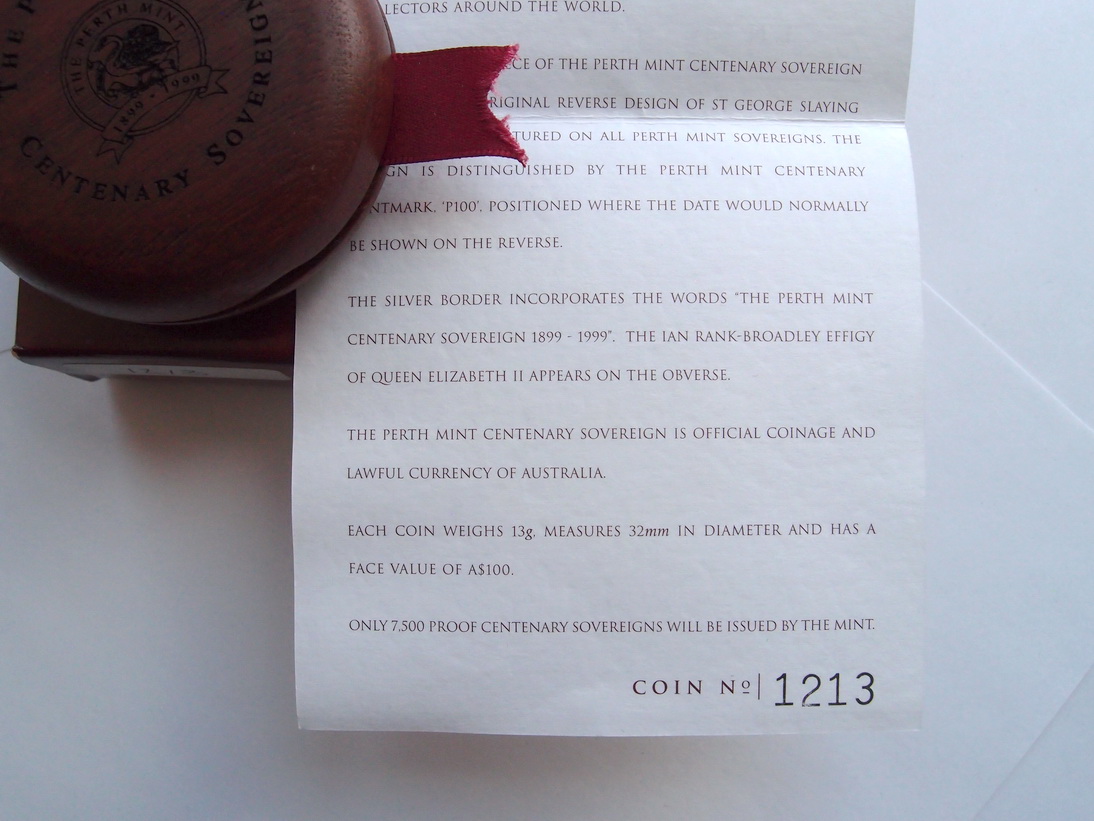 THE P
SOVEREIGN
CENTENARY
THE PERTH MINT
1899 • 1999
LECTORS AROUND THE WORLD.
CE OF THE PERTH MINT CENTENARY SOVEREIGN
RIGINAL REVERSE DESIGN OF ST GEORGE SLAYING
TURED ON ALL PERTH MINT SOVEREIGNS. THE
GN IS DISTINGUISHED BY THE PERTH MINT CENTENARY
NTMARK, 'P100', POSITIONED WHERE THE DATE WOULD NORMALLY
BE SHOWN ON THE REVERSE.
THE SILVER BORDER INCORPORATES THE WORDS "THE PERTH MINT
CENTENARY SOVEREIGN 1899 - 1999". THE IAN RANK-BROADLEY EFFIGY
OF QUEEN ELIZABETH II APPEARS ON THE OBVERSE.
THE PERTH MINT CENTENARY SOVEREIGN IS OFFICIAL COINAGE AND
LAWFUL CURRENCY OF AUSTRALIA.
EACH COIN WEIGHS 13g, MEASURES 32mm IN DIAMETER AND HAS A
FACE VALUE OF A$100.
ONLY 7,500 PROOF CENTENARY SOVEREIGNS WILL BE ISSUED BY THE MINT.
COIN Nº 1213